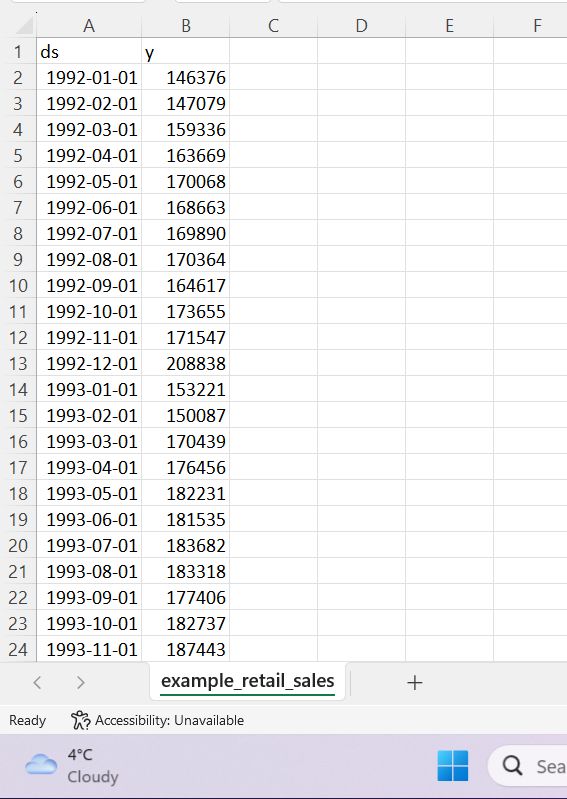 A B C D E F
1 ds y
2 1992-01-01 146376
3 1992-02-01 147079
4 1992-03-01 159336
5 1992-04-01 163669
6 1992-05-01 170068
7 1992-06-01 168663
8 1992-07-01 169890
9 1992-08-01 170364
10 1992-09-01 164617
11 1992-10-01 173655
12 1992-11-01 171547
13 1992-12-01 208838
14 1993-01-01 153221
15 1993-02-01 150087
16 1993-03-01 170439
17 1993-04-01 176456
18 1993-05-01 182231
19 1993-06-01 181535
20 1993-07-01 183682
21 1993-08-01 183318
22 1993-09-01 177406
23 1993-10-01 182737
24 1993-11-01 187443
example_retail_sales
Ready Accessibility: Unavailable
4°C
Cloudy
Sea